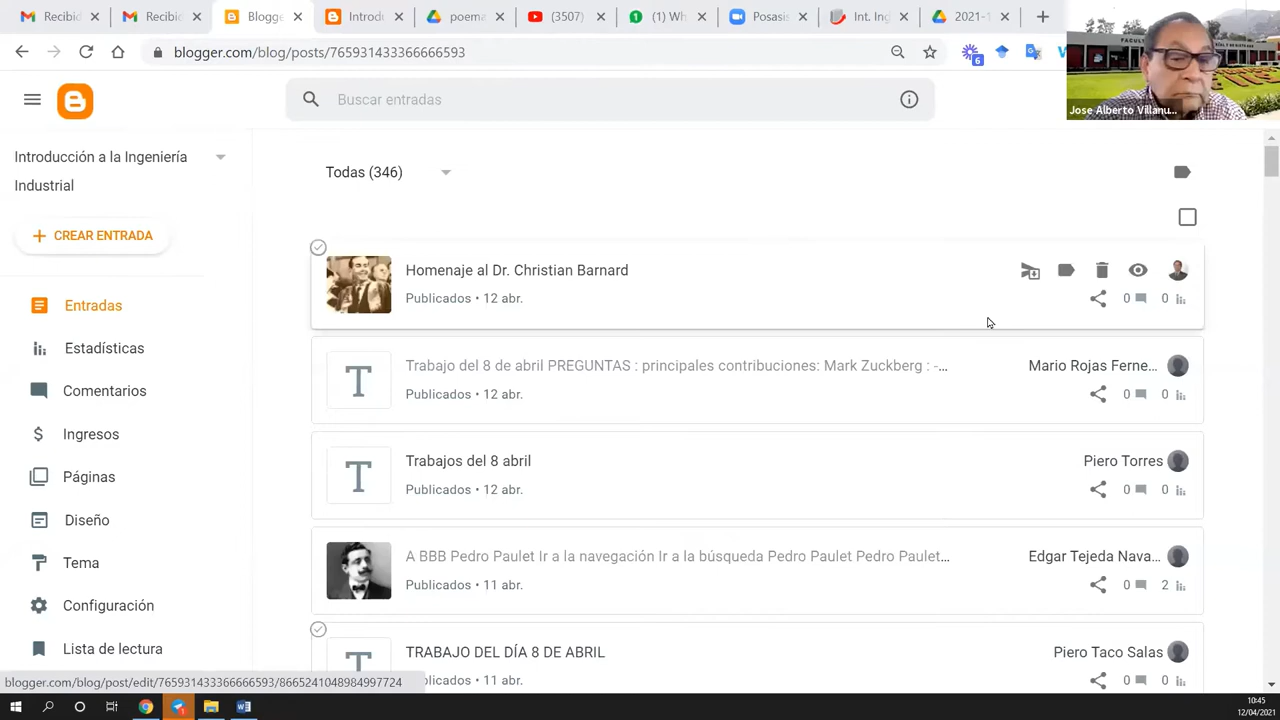 Recibid
Recibid
Blogge
Introdu
poema
(3507)
(1) Wh
Posasis
Int. Ing
2021-1
blogger.com/blog/posts/765931433366666593
6
Buscar entradas
Jose Alberto Villanu...
Introducción a la Ingeniería
Industrial
Todas (346)
CREAR ENTRADA
Entradas
Estadísticas
Comentarios
Ingresos
Páginas
Diseño
Tema
Configuración
Lista de lectura
Homenaje al Dr. Christian Barnard
Publicados • 12 abr.
0 0
Trabajo del 8 de abril PREGUNTAS : principales contribuciones: Mark Zuckberg : -...
Mario Rojas Ferne...
Publicados • 12 abr.
0 0
Trabajos del 8 abril
Piero Torres
Publicados • 12 abr.
0 0
A BBB Pedro Paulet Ir a la navegación Ir a la búsqueda Pedro Paulet Pedro Paulet...
Edgar Tejeda Nava...
Publicados • 11 abr.
0 2
TRABAJO DEL DÍA 8 DE ABRIL
Piero Taco Salas
Publicados • 11 abr.
0 0
blogger.com/blog/post/edit/765931433366666593/8665241048984997724
10:45
12/04/2021